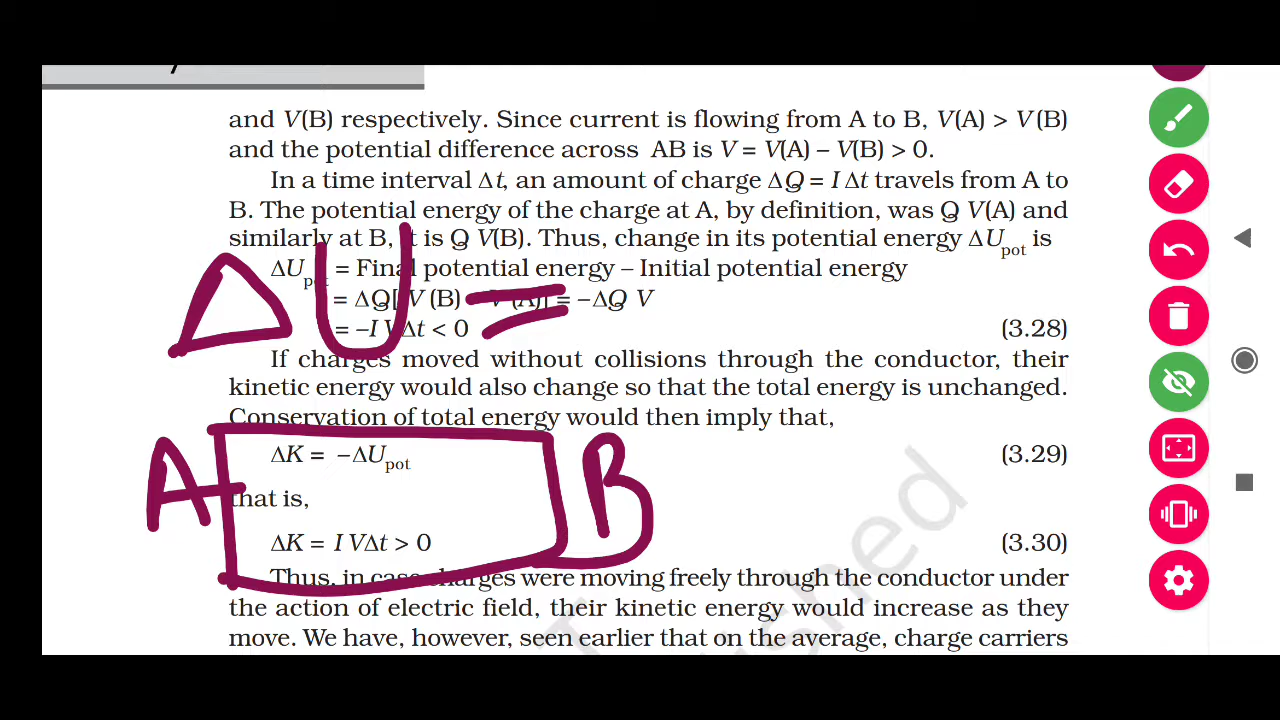 and V(B) respectively. Since current is flowing from A to B, V(A) > V (B)
and the potential difference across AB is V = V(A) – V(B) > 0.
In a time interval Δt, an amount of charge ΔQ = I Δt travels from A to
B. The potential energy of the charge at A, by definition, was Q V(A) and
similarly at B, it is Q V(B). Thus, change in its potential energy ΔUpot is
ΔUpot = Final potential energy – Initial potential energy
= ΔQ[V (B) – V (A)] = –ΔQ V
= –I VΔt < 0 (3.28)
ΔU =
If charges moved without collisions through the conductor, their
kinetic energy would also change so that the total energy is unchanged.
Conservation of total energy would then imply that,
ΔK = –ΔUpot (3.29)
A B
that is,
ΔK = I VΔt > 0 (3.30)
Thus, in case charges were moving freely through the conductor under
the action of electric field, their kinetic energy would increase as they
move. We have, however, seen earlier that on the average, charge carriers